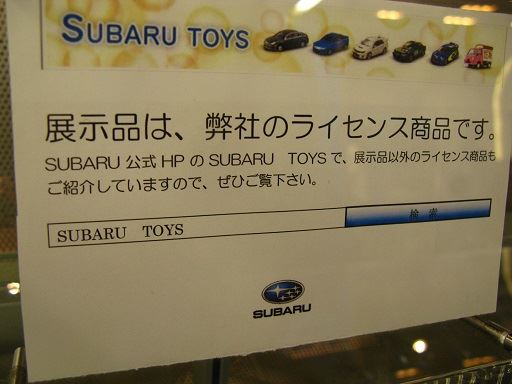 SUBARU TOYS
展示品は、弊社のライセンス商品です。
SUBARU 公式 HP の SUBARU　TOYS で、展示品以外のライセンス商品も
ご紹介していますので、ぜひご覧下さい。
SUBARU　TOYS
検 索
SUBARU